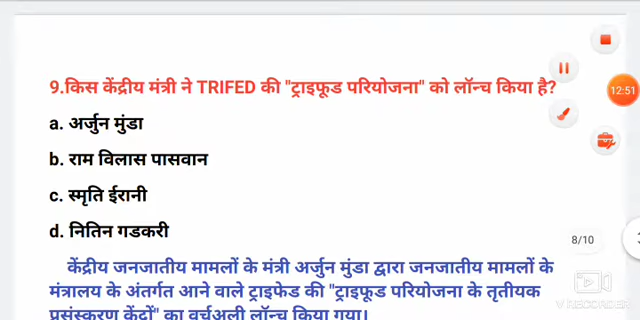 9.किस केंद्रीय मंत्री ने TRIFED की "ट्राइफूड परियोजना" को लॉन्च किया है?
12:51
a. अर्जुन मुंडा
b. राम विलास पासवान
c. स्मृति ईरानी
d. नितिन गडकरी
8/10
केंद्रीय जनजातीय मामलों के मंत्री अर्जुन मुंडा द्वारा जनजातीय मामलों के
मंत्रालय के अंतर्गत आने वाले ट्राइफेड की "ट्राइफूड परियोजना के तृतीयक
प्रसंस्करण केंद्रों" का वर्चुअली लॉन्च किया गया।
V RECORDER